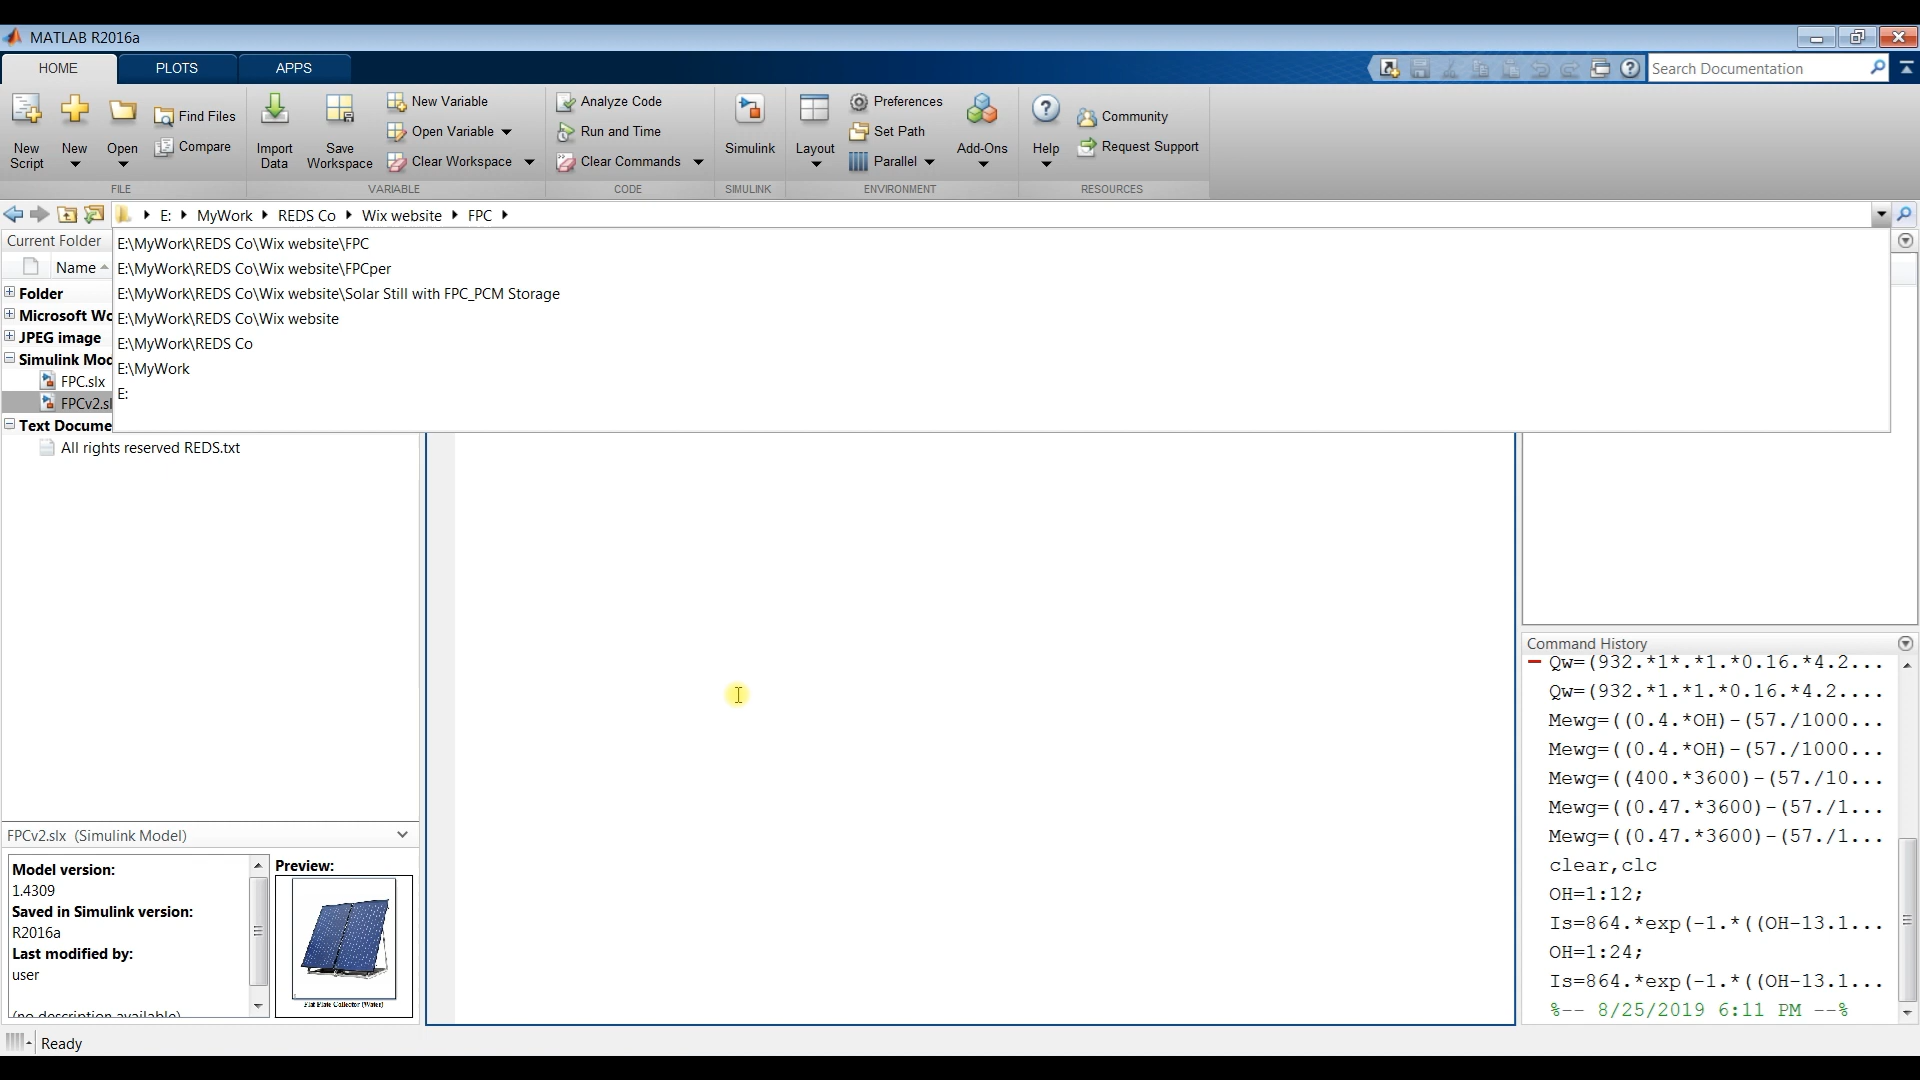 MATLAB R2016a
HOME
PLOTS
APPS
Search Documentation
New Script
New
Open
Find Files
Compare
Import Data
Save Workspace
New Variable
Open Variable
Clear Workspace
Analyze Code
Run and Time
Clear Commands
Simulink
Layout
Preferences
Set Path
Parallel
Add-Ons
Help
Community
Request Support
FILE
VARIABLE
CODE
SIMULINK
ENVIRONMENT
RESOURCES
E: MyWork REDS Co Wix website FPC
Current Folder
Name
E:\MyWork\REDS Co\Wix website\FPC
E:\MyWork\REDS Co\Wix website\FPCper
E:\MyWork\REDS Co\Wix website\Solar Still with FPC_PCM Storage
E:\MyWork\REDS Co\Wix website
E:\MyWork\REDS Co
E:\MyWork
E:
Folder
Microsoft Wo
JPEG image
Simulink Mod
FPC.slx
FPCv2.sl
Text Docume
All rights reserved REDS.txt
FPCv2.slx (Simulink Model)
Model version:
1.4309
Saved in Simulink version:
R2016a
Last modified by:
user
(no description available)
Preview:
Flat Plate Collector (Water)
Command History
Qw=(932.*1*.*1.*0.16.*4.2...
Qw=(932.*1.*1.*0.16.*4.2....
Mewg=((0.4.*OH)-(57./1000...
Mewg=((0.4.*OH)-(57./1000...
Mewg=((400.*3600)-(57./10...
Mewg=((0.47.*3600)-(57./1...
Mewg=((0.47.*3600)-(57./1...
clear,clc
OH=1:12;
Is=864.*exp(-1.*((OH-13.1...
OH=1:24;
Is=864.*exp(-1.*((OH-13.1...
%-- 8/25/2019 6:11 PM --%
Ready